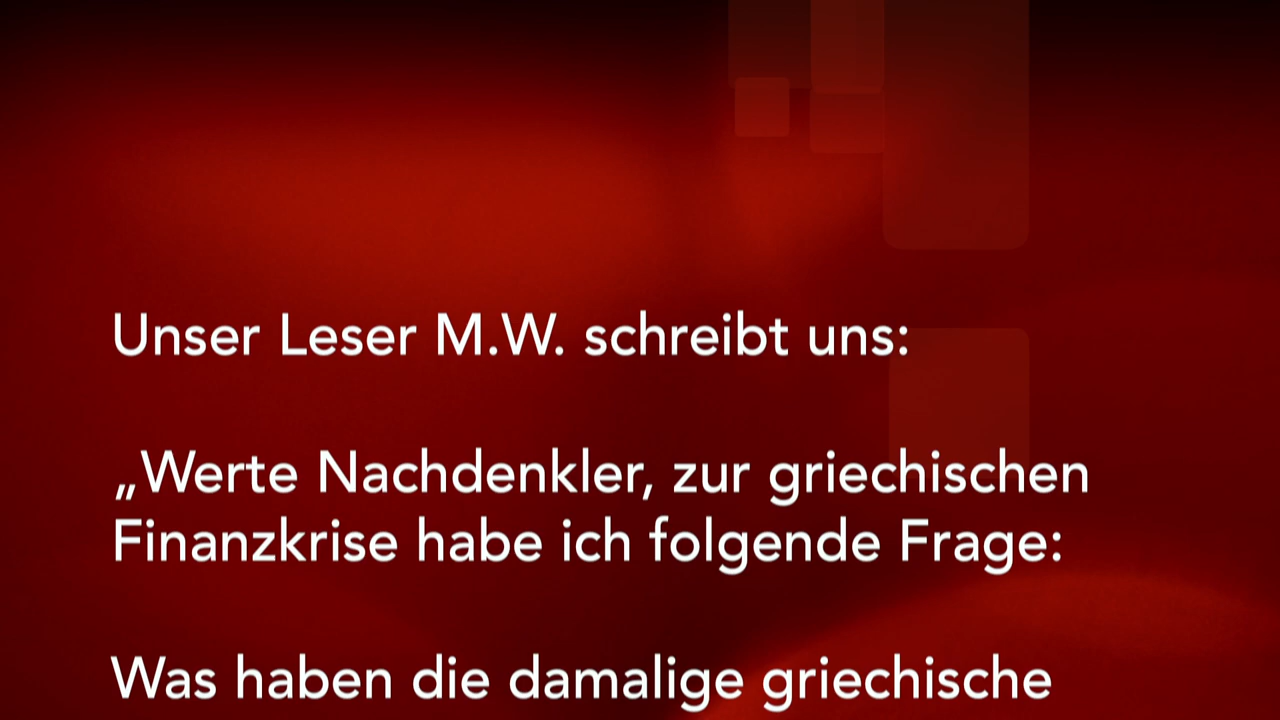 Unser Leser M.W. schreibt uns:
„Werte Nachdenkler, zur griechischen
Finanzkrise habe ich folgende Frage:
Was haben die damalige griechische